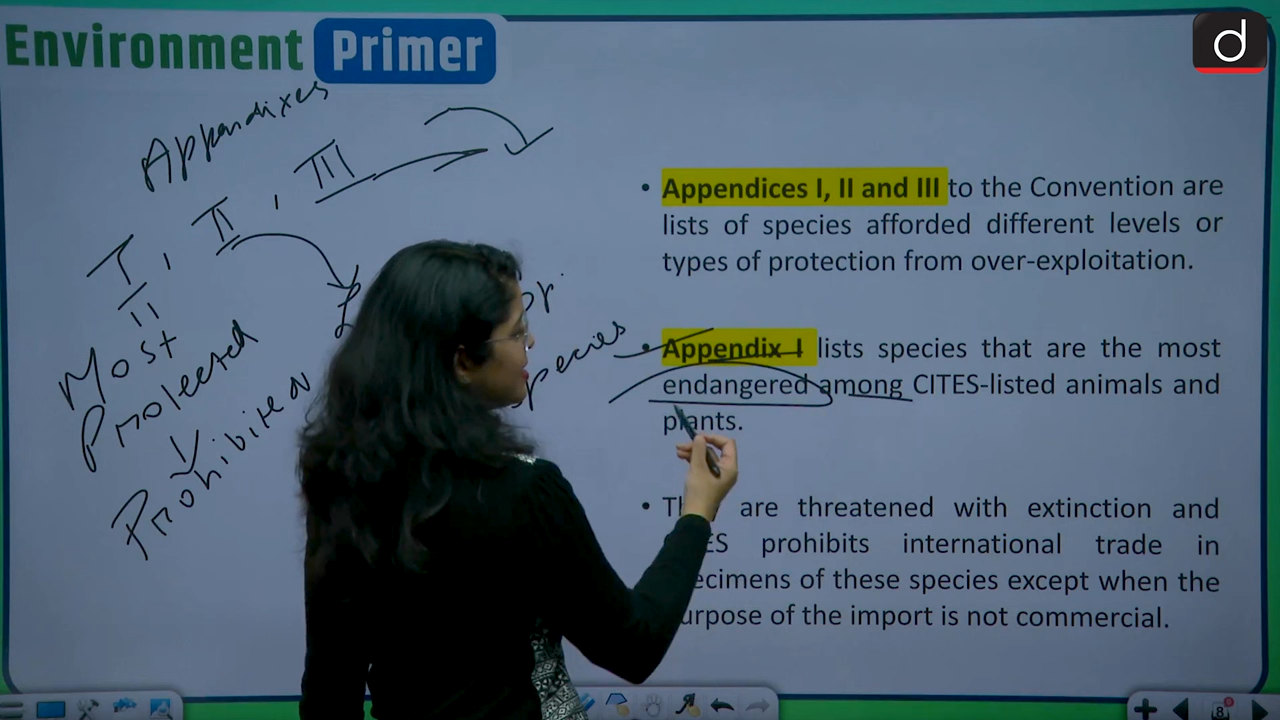 Environment Primer
d
Appendixes
I, II, III
Most
Protected
species
• Appendices I, II and III to the Convention are
lists of species afforded different levels or
types of protection from over-exploitation.
• Appendix I lists species that are the most
endangered among CITES-listed animals and
plants.
• are threatened with extinction and
prohibits international trade in
of these species except when the
of the import is not commercial.
8